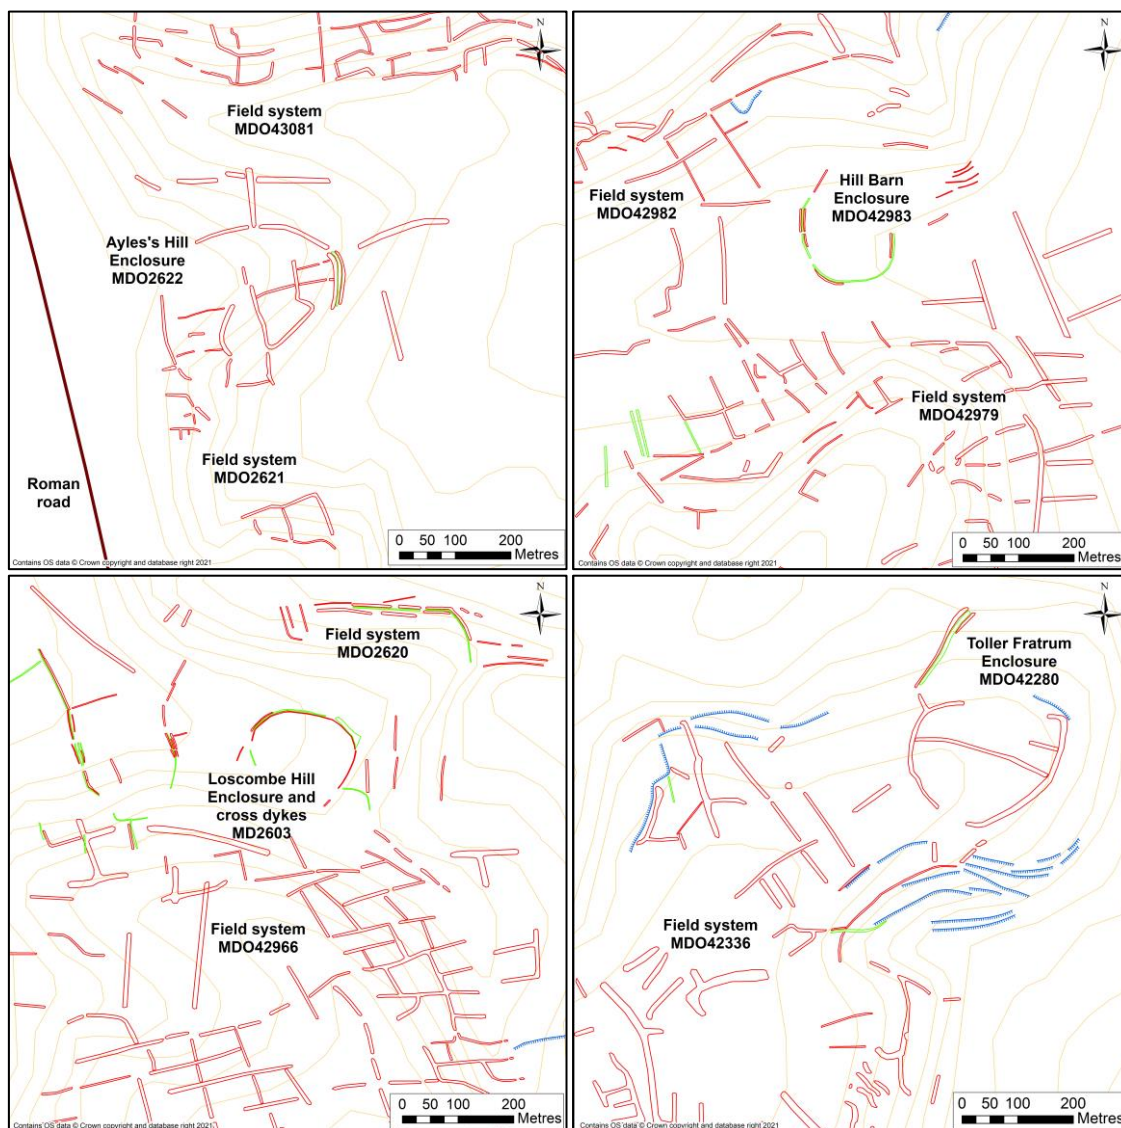 N
Field system
MDO43081
Ayles's Hill
Enclosure
MDO2622
Field system
MDO2621
Roman
road
0 50 100 200
Metres
Contains OS data © Crown copyright and database right 2021
N
Hill Barn
Enclosure
MDO42983
Field system
MDO42982
Field system
MDO42979
0 50 100 200
Metres
Contains OS data © Crown copyright and database right 2021
N
Field system
MDO2620
Loscombe Hill
Enclosure and
cross dykes
MD2603
Field system
MDO42966
0 50 100 200
Metres
Contains OS data © Crown copyright and database right 2021
N
Toller Fratrum
Enclosure
MDO42280
Field system
MDO42336
0 50 100 200
Metres
Contains OS data © Crown copyright and database right 2021